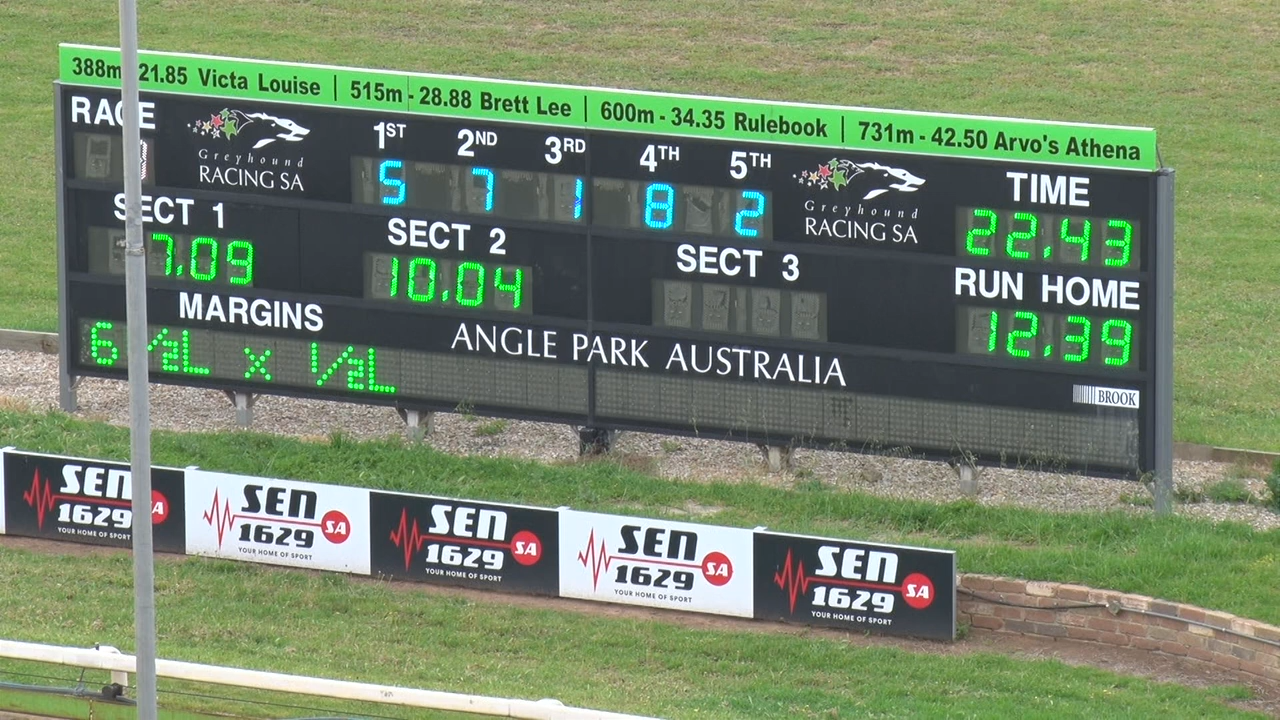 388m 21.85 Victa Louise | 515m - 28.88 Brett Lee | 600m - 34.35 Rulebook | 731m - 42.50 Arvo's Athena
RACE
Greyhound
RACING SA
1ST 2ND 3RD 4TH 5TH
5 7 1 8 2
Greyhound
RACING SA
TIME
22.43
SECT 1
7.09
SECT 2
10.04
SECT 3
RUN HOME
12.39
MARGINS
6 1/2L x 1/2L
ANGLE PARK AUSTRALIA
BROOK
SEN
1629 SA
YOUR HOME OF SPORT
SEN
1629 SA
YOUR HOME OF SPORT
SEN
1629 SA
YOUR HOME OF SPORT
SEN
1629 SA
YOUR HOME OF SPORT
SEN
1629 SA
YOUR HOME OF SPORT